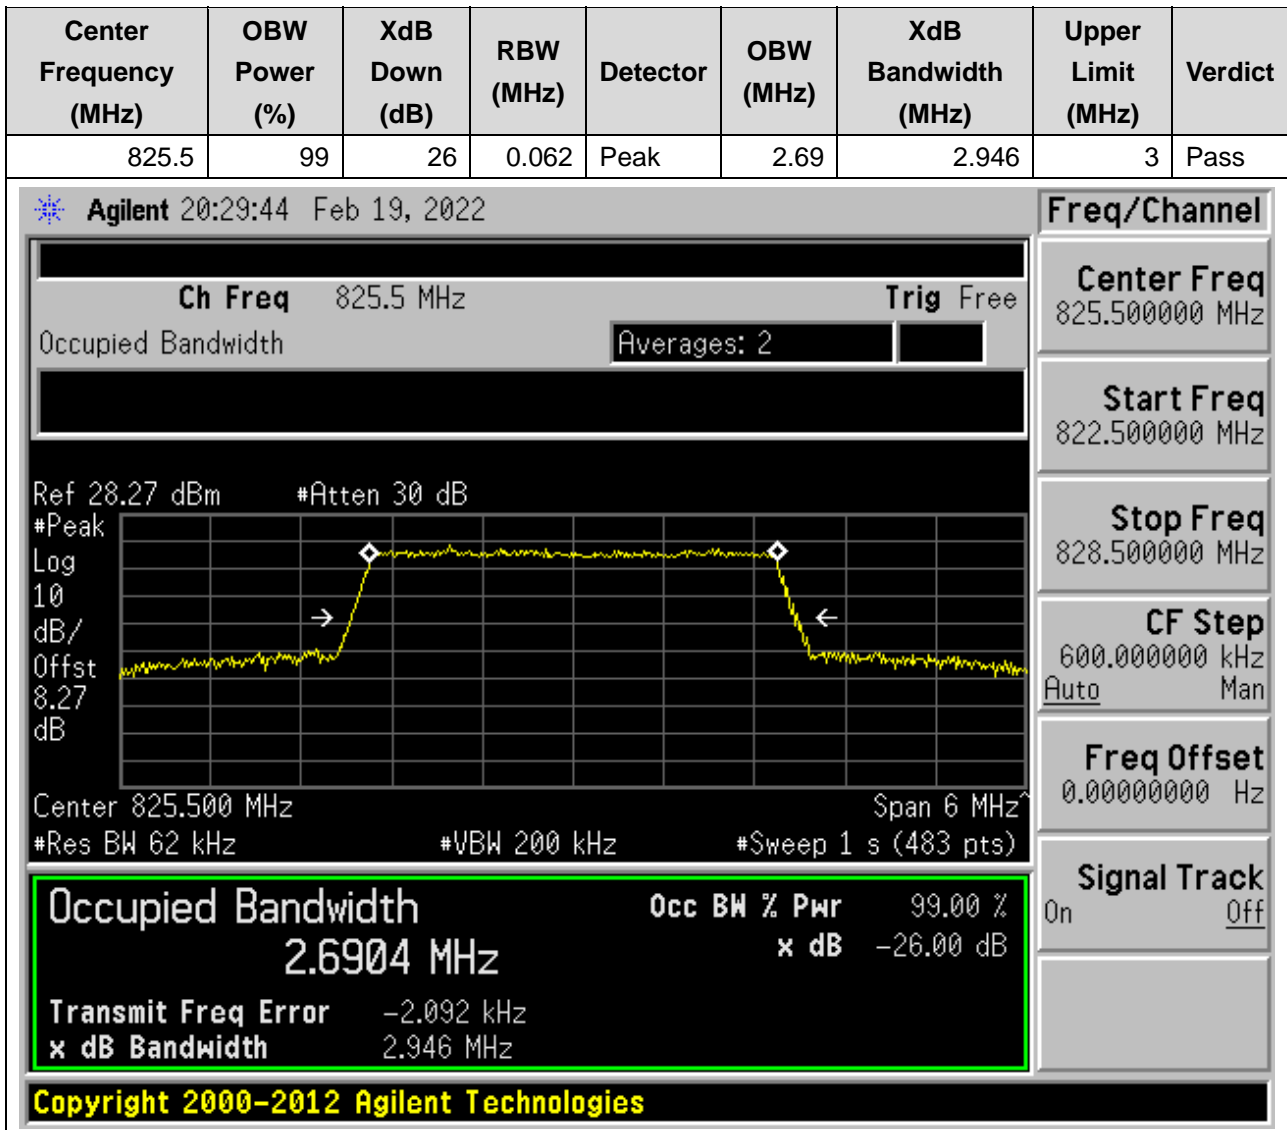 Center Frequency (MHz) OBW Power (%) XdB Down (dB) RBW (MHz) Detector OBW (MHz) XdB Bandwidth (MHz) Upper Limit (MHz) Verdict
825.5 99 26 0.062 Peak 2.69 2.946 3 Pass
Agilent 20:29:44 Feb 19, 2022
Freq/Channel
Ch Freq 825.5 MHz Trig Free
Occupied Bandwidth Averages: 2
Center Freq
825.500000 MHz
Start Freq
822.500000 MHz
Stop Freq
828.500000 MHz
CF Step
600.000000 kHz
Auto Man
Freq Offset
0.00000000 Hz
Signal Track
On Off
Ref 28.27 dBm #Atten 30 dB
#Peak
Log
10
dB/
Offst
8.27
dB
Center 825.500 MHz Span 6 MHz^
#Res BW 62 kHz #VBW 200 kHz #Sweep 1 s (483 pts)
Occupied Bandwidth Occ BW % Pwr 99.00 %
2.6904 MHz x dB -26.00 dB
Transmit Freq Error -2.092 kHz
x dB Bandwidth 2.946 MHz
Copyright 2000-2012 Agilent Technologies